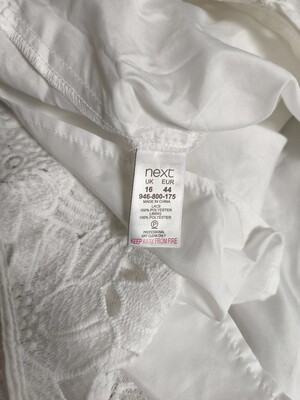 next
UK EUR
16 44
946-800-175
MADE IN CHINA
LACE
100% POLYESTER
LINING
100% POLYESTER
P
PROFESSIONAL
DRY CLEAN ONLY
KEEP AWAY FROM FIRE